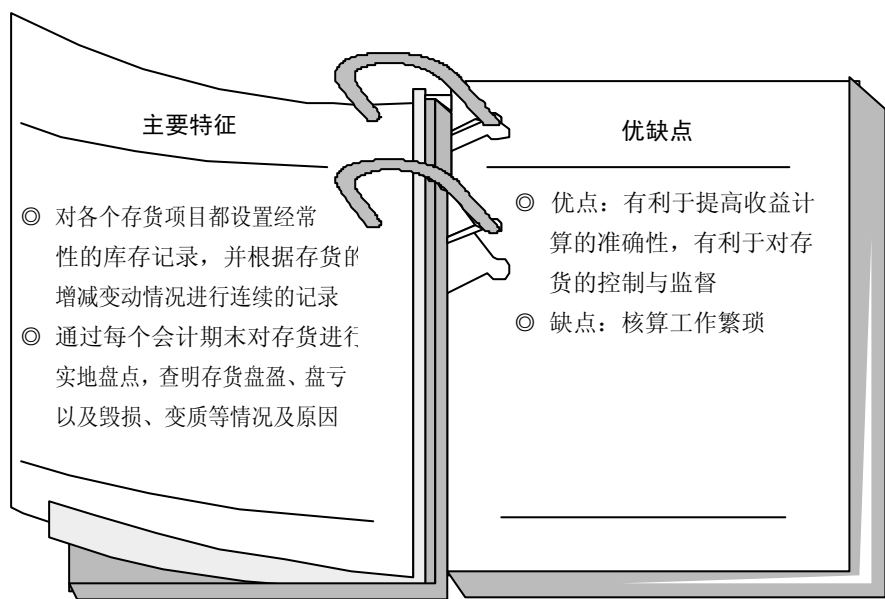 主要特征
◎ 对各个存货项目都设置经常
性的库存记录，并根据存货的
增减变动情况进行连续的记录
◎ 通过每个会计期末对存货进行
实地盘点，查明存货盘盈、盘亏
以及毁损、变质等情况及原因
优缺点
◎ 优点：有利于提高收益计
算的准确性，有利于对存
货的控制与监督
◎ 缺点：核算工作繁琐